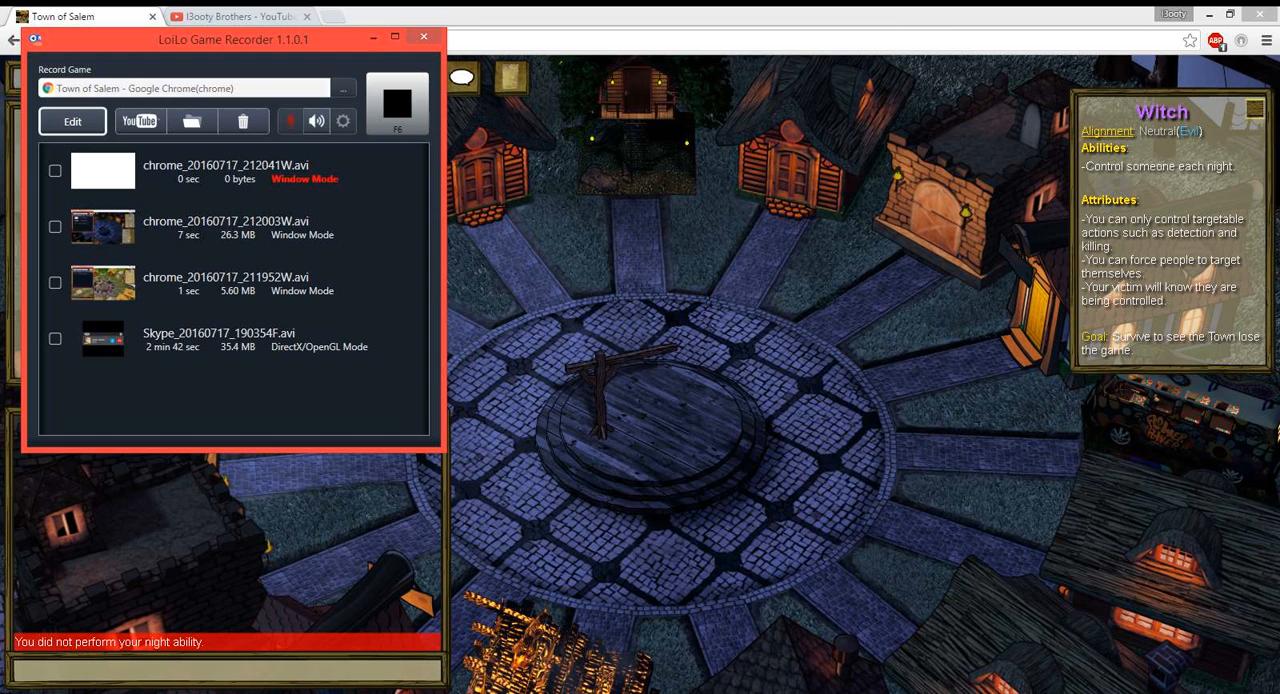 Town of Salem
I3ooty Brothers - YouTube
I3ooty
LoiLo Game Recorder 1.1.0.1
ABP
1
Record Game
Town of Salem - Google Chrome(chrome)
...
Edit
YouTube
F6
chrome_20160717_212041W.avi
0 sec 0 bytes Window Mode
chrome_20160717_212003W.avi
7 sec 26.3 MB Window Mode
chrome_20160717_211952W.avi
1 sec 5.60 MB Window Mode
Skype_20160717_190354F.avi
2 min 42 sec 35.4 MB DirectX/OpenGL Mode
Witch
Alignment: Neutral(Evil)
Abilities:
-Control someone each night.
Attributes:
-You can only control targetable
actions such as detection and
killing.
-You can force people to target
themselves.
-Your victim will know they are
being controlled.
Goal: Survive to see the Town lose
the game.
You did not perform your night ability.